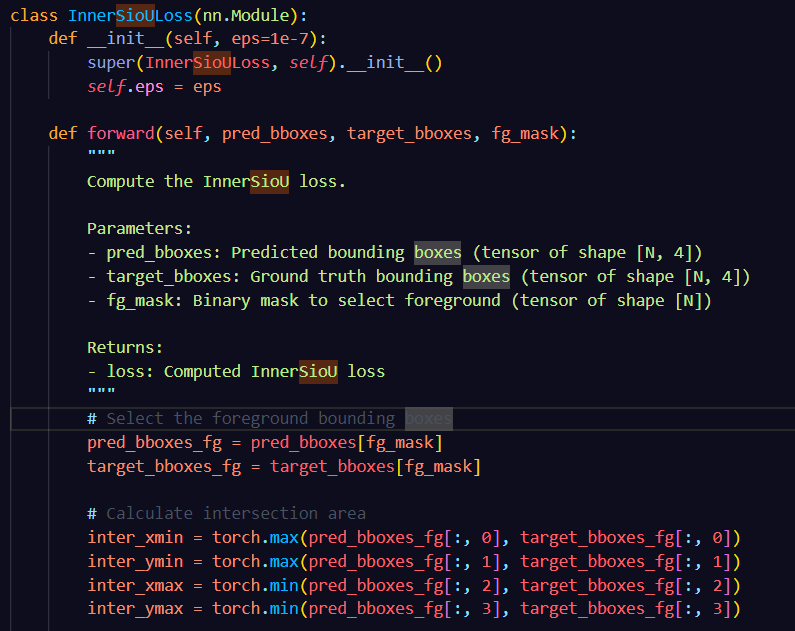 class InnerSioULoss(nn.Module):
    def __init__(self, eps=1e-7):
        super(InnerSioULoss, self).__init__()
        self.eps = eps

    def forward(self, pred_bboxes, target_bboxes, fg_mask):
        """
        Compute the InnerSioU loss.

        Parameters:
        - pred_bboxes: Predicted bounding boxes (tensor of shape [N, 4])
        - target_bboxes: Ground truth bounding boxes (tensor of shape [N, 4])
        - fg_mask: Binary mask to select foreground (tensor of shape [N])

        Returns:
        - loss: Computed InnerSioU loss
        """
        # Select the foreground bounding boxes
        pred_bboxes_fg = pred_bboxes[fg_mask]
        target_bboxes_fg = target_bboxes[fg_mask]

        # Calculate intersection area
        inter_xmin = torch.max(pred_bboxes_fg[:, 0], target_bboxes_fg[:, 0])
        inter_ymin = torch.max(pred_bboxes_fg[:, 1], target_bboxes_fg[:, 1])
        inter_xmax = torch.min(pred_bboxes_fg[:, 2], target_bboxes_fg[:, 2])
        inter_ymax = torch.min(pred_bboxes_fg[:, 3], target_bboxes_fg[:, 3])